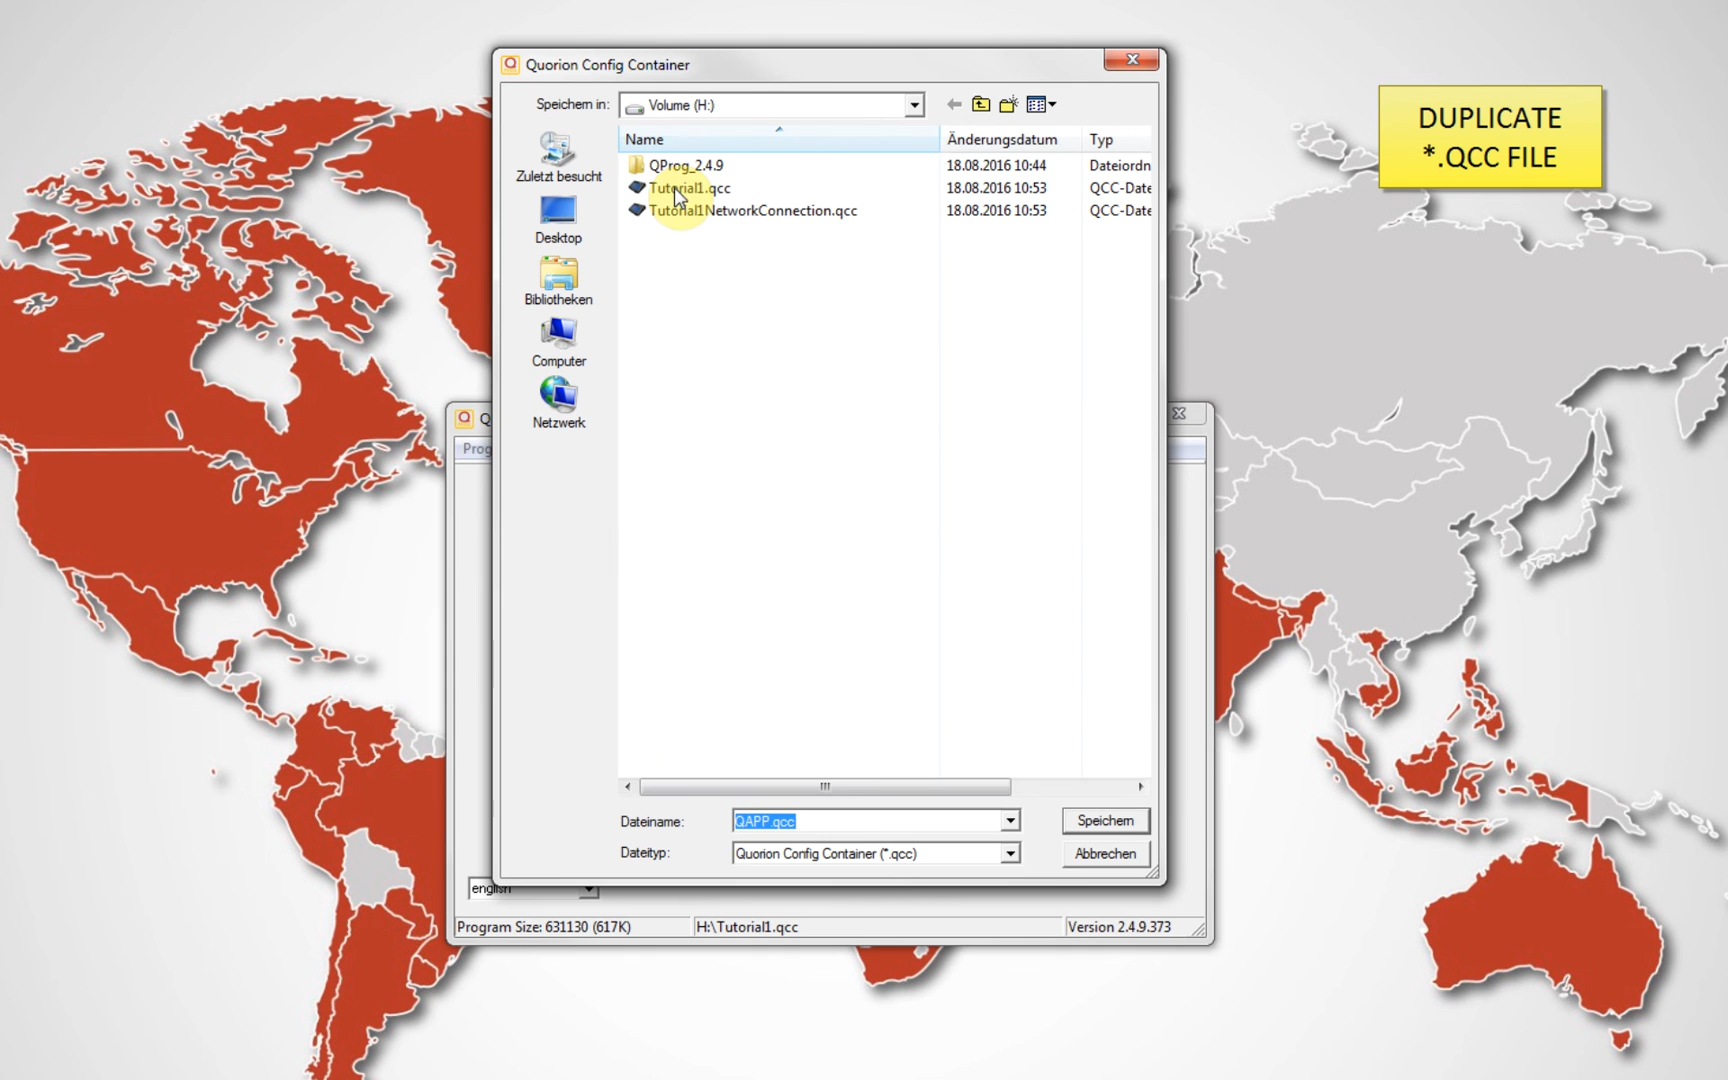 Quorion Config Container
Speichern in:
Volume (H:)
DUPLICATE
*.QCC FILE
Name
Änderungsdatum
Typ
Zuletzt besucht
Desktop
Bibliotheken
Computer
Netzwerk
QProg_2.4.9
18.08.2016 10:44
Dateiordn
Tutorial1.qcc
18.08.2016 10:53
QCC-Date
Tutorial1NetworkConnection.qcc
18.08.2016 10:53
QCC-Date
Q
Prog
Dateiname:
QAPP.qcc
Speichern
Dateityp:
Quorion Config Container (*.qcc)
Abbrechen
english
Program Size: 631130 (617K)
H:\Tutorial1.qcc
Version 2.4.9.373